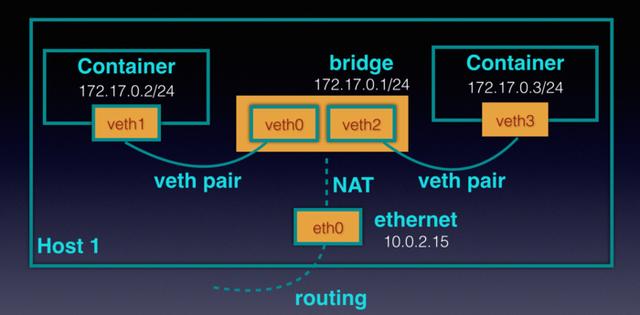 Container
172.17.0.2/24
veth1
bridge
172.17.0.1/24
veth0
veth2
Container
172.17.0.3/24
veth3
veth pair
NAT
veth pair
eth0
ethernet
10.0.2.15
Host 1
routing